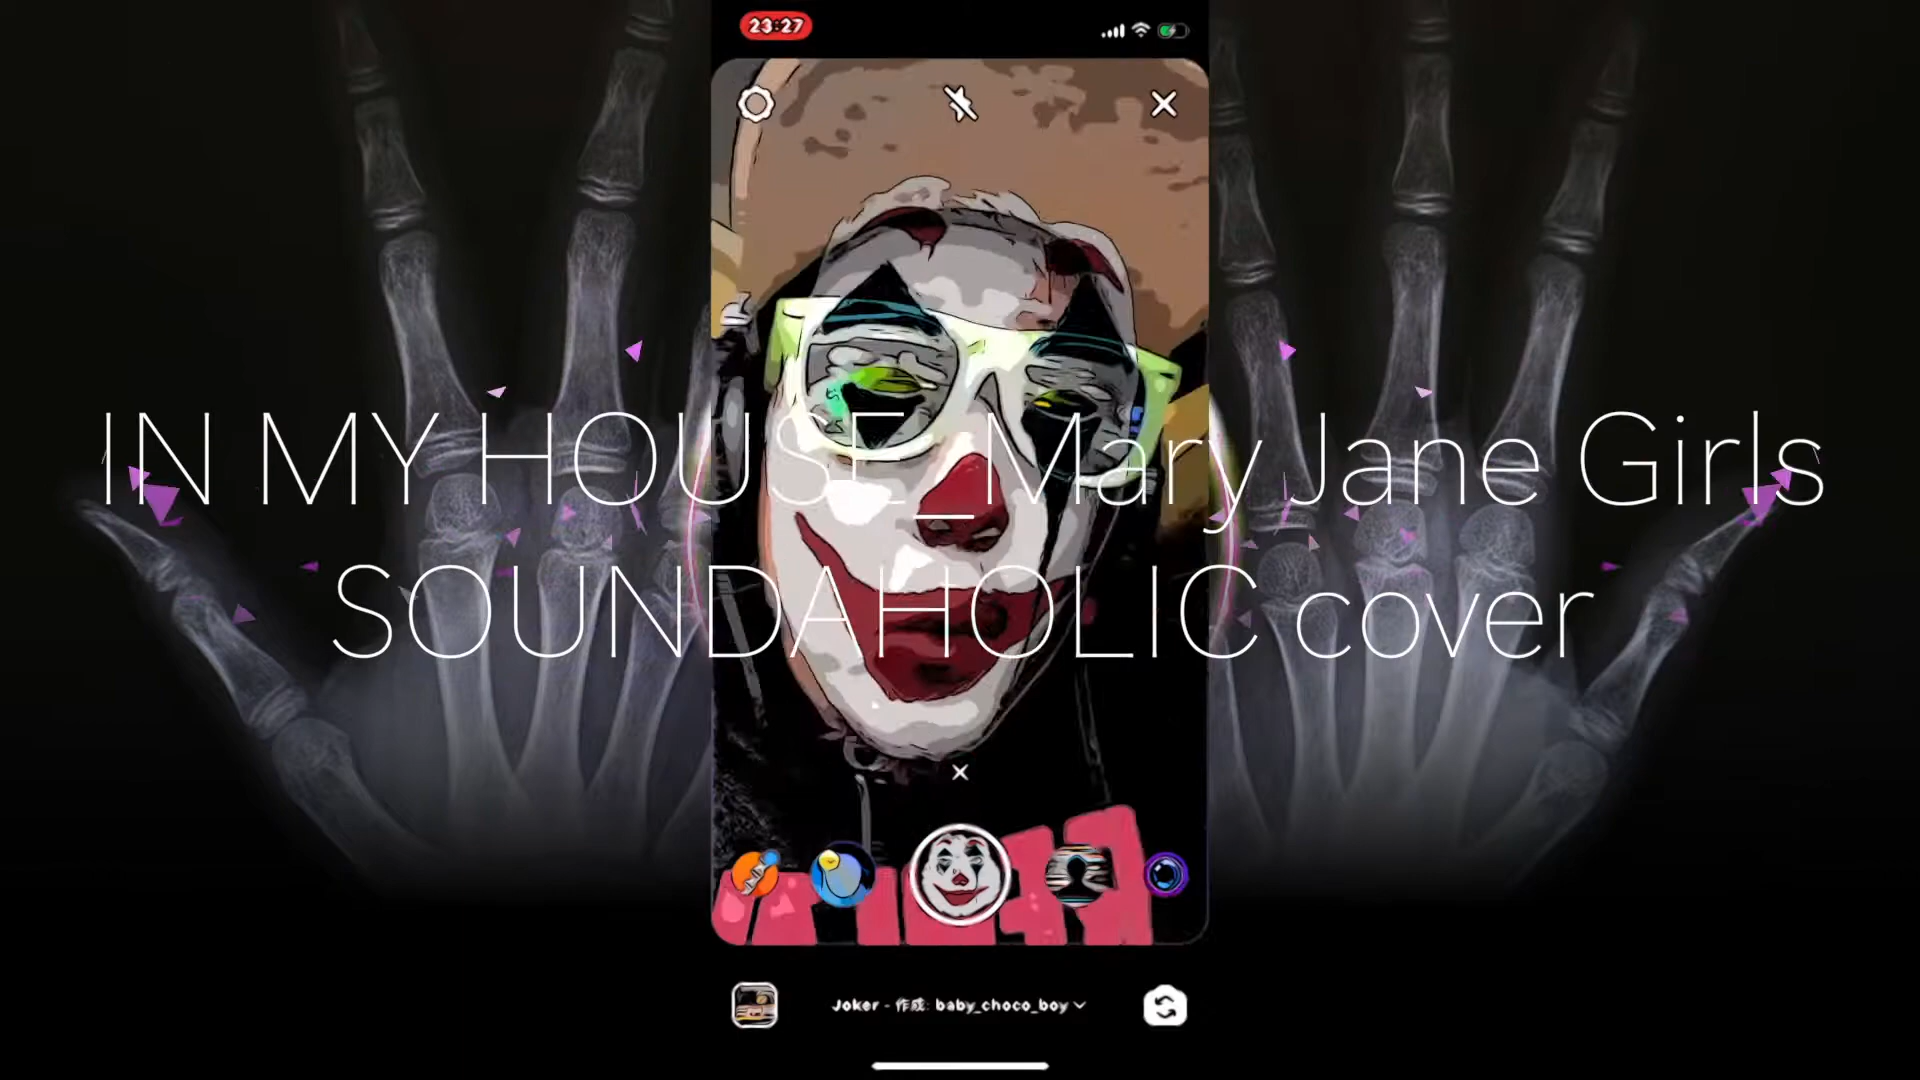 23:27
IN MY HOUSE_Mary Jane Girls
SOUNDAHOLIC cover
Joker - 作成: baby_choco_boy